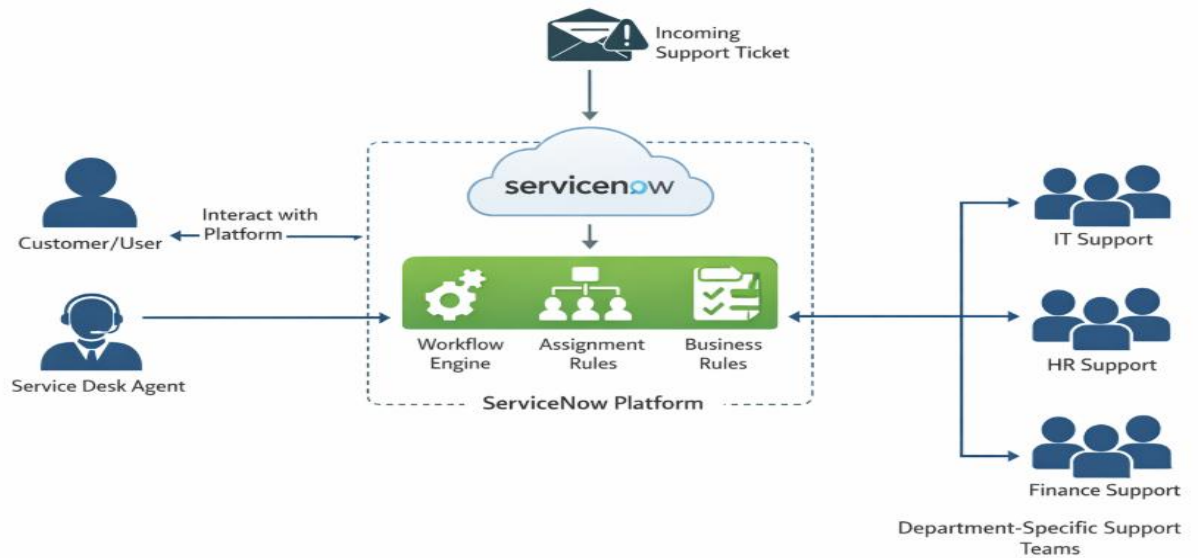 Incoming
Support Ticket
servicenow
Interact with
Platform
Customer/User
Service Desk Agent
Workflow
Engine
Assignment
Rules
Business
Rules
ServiceNow Platform
IT Support
HR Support
Finance Support
Department-Specific Support
Teams